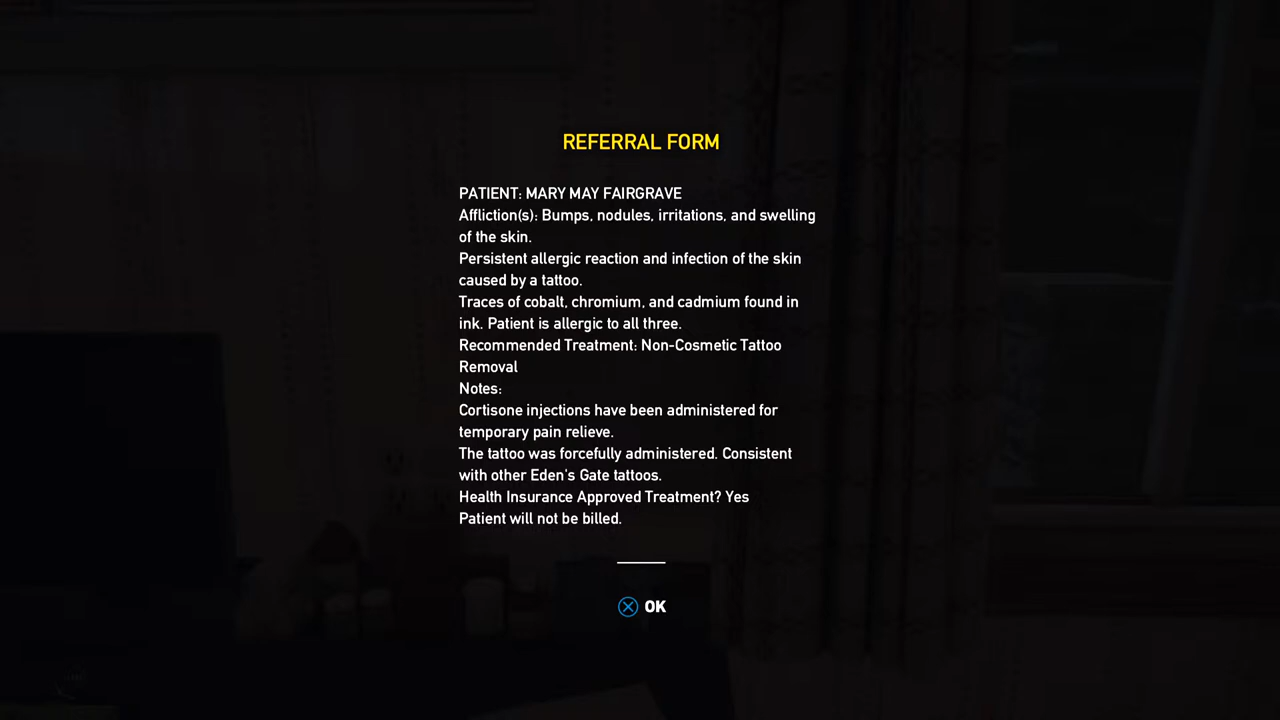 REFERRAL FORM
PATIENT: MARY MAY FAIRGRAVE
Affliction(s): Bumps, nodules, irritations, and swelling
of the skin.
Persistent allergic reaction and infection of the skin
caused by a tattoo.
Traces of cobalt, chromium, and cadmium found in
ink. Patient is allergic to all three.
Recommended Treatment: Non-Cosmetic Tattoo
Removal
Notes:
Cortisone injections have been administered for
temporary pain relieve.
The tattoo was forcefully administered. Consistent
with other Eden's Gate tattoos.
Health Insurance Approved Treatment? Yes
Patient will not be billed.
OK